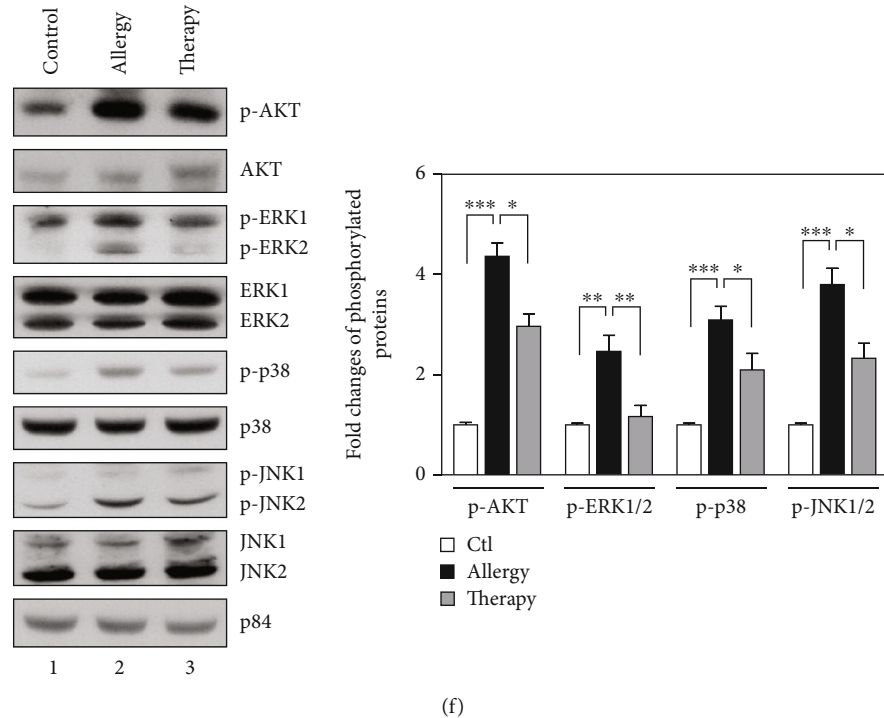 Control Allergy Therapy
p-AKT
AKT
p-ERK1
p-ERK2
ERK1
ERK2
p-p38
p38
p-JNK1
p-JNK2
JNK1
JNK2
p84
1 2 3
Fold changes of phosphorylated
proteins
6
4
2
0
*** *
** **
*** *
*** *
p-AKT p-ERK1/2 p-p38 p-JNK1/2
Ctl
Allergy
Therapy
(f)